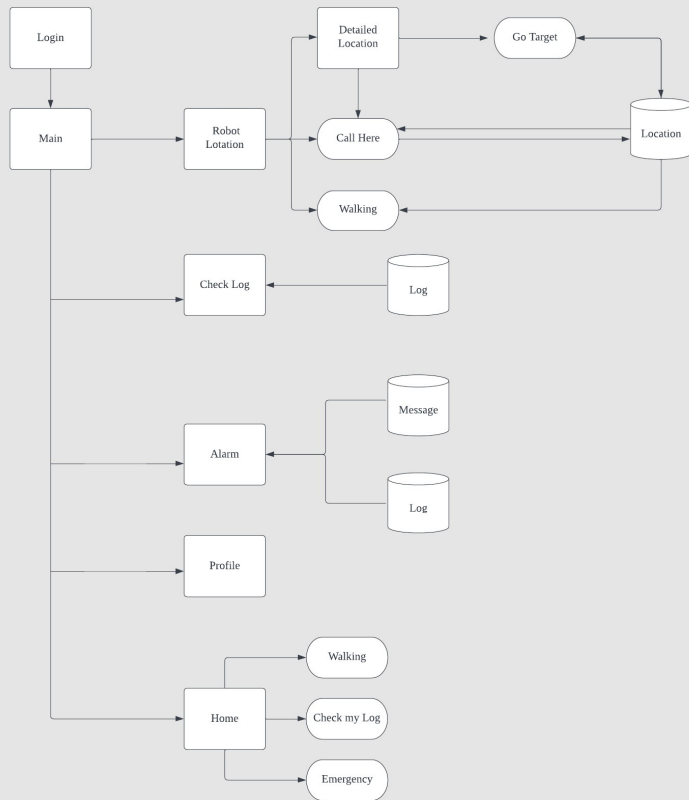 Login
Detailed
Location
Go Target
Main
Robot
Lotation
Call Here
Location
Walking
Check Log
Log
Message
Alarm
Log
Profile
Walking
Home
Check my Log
Emergency